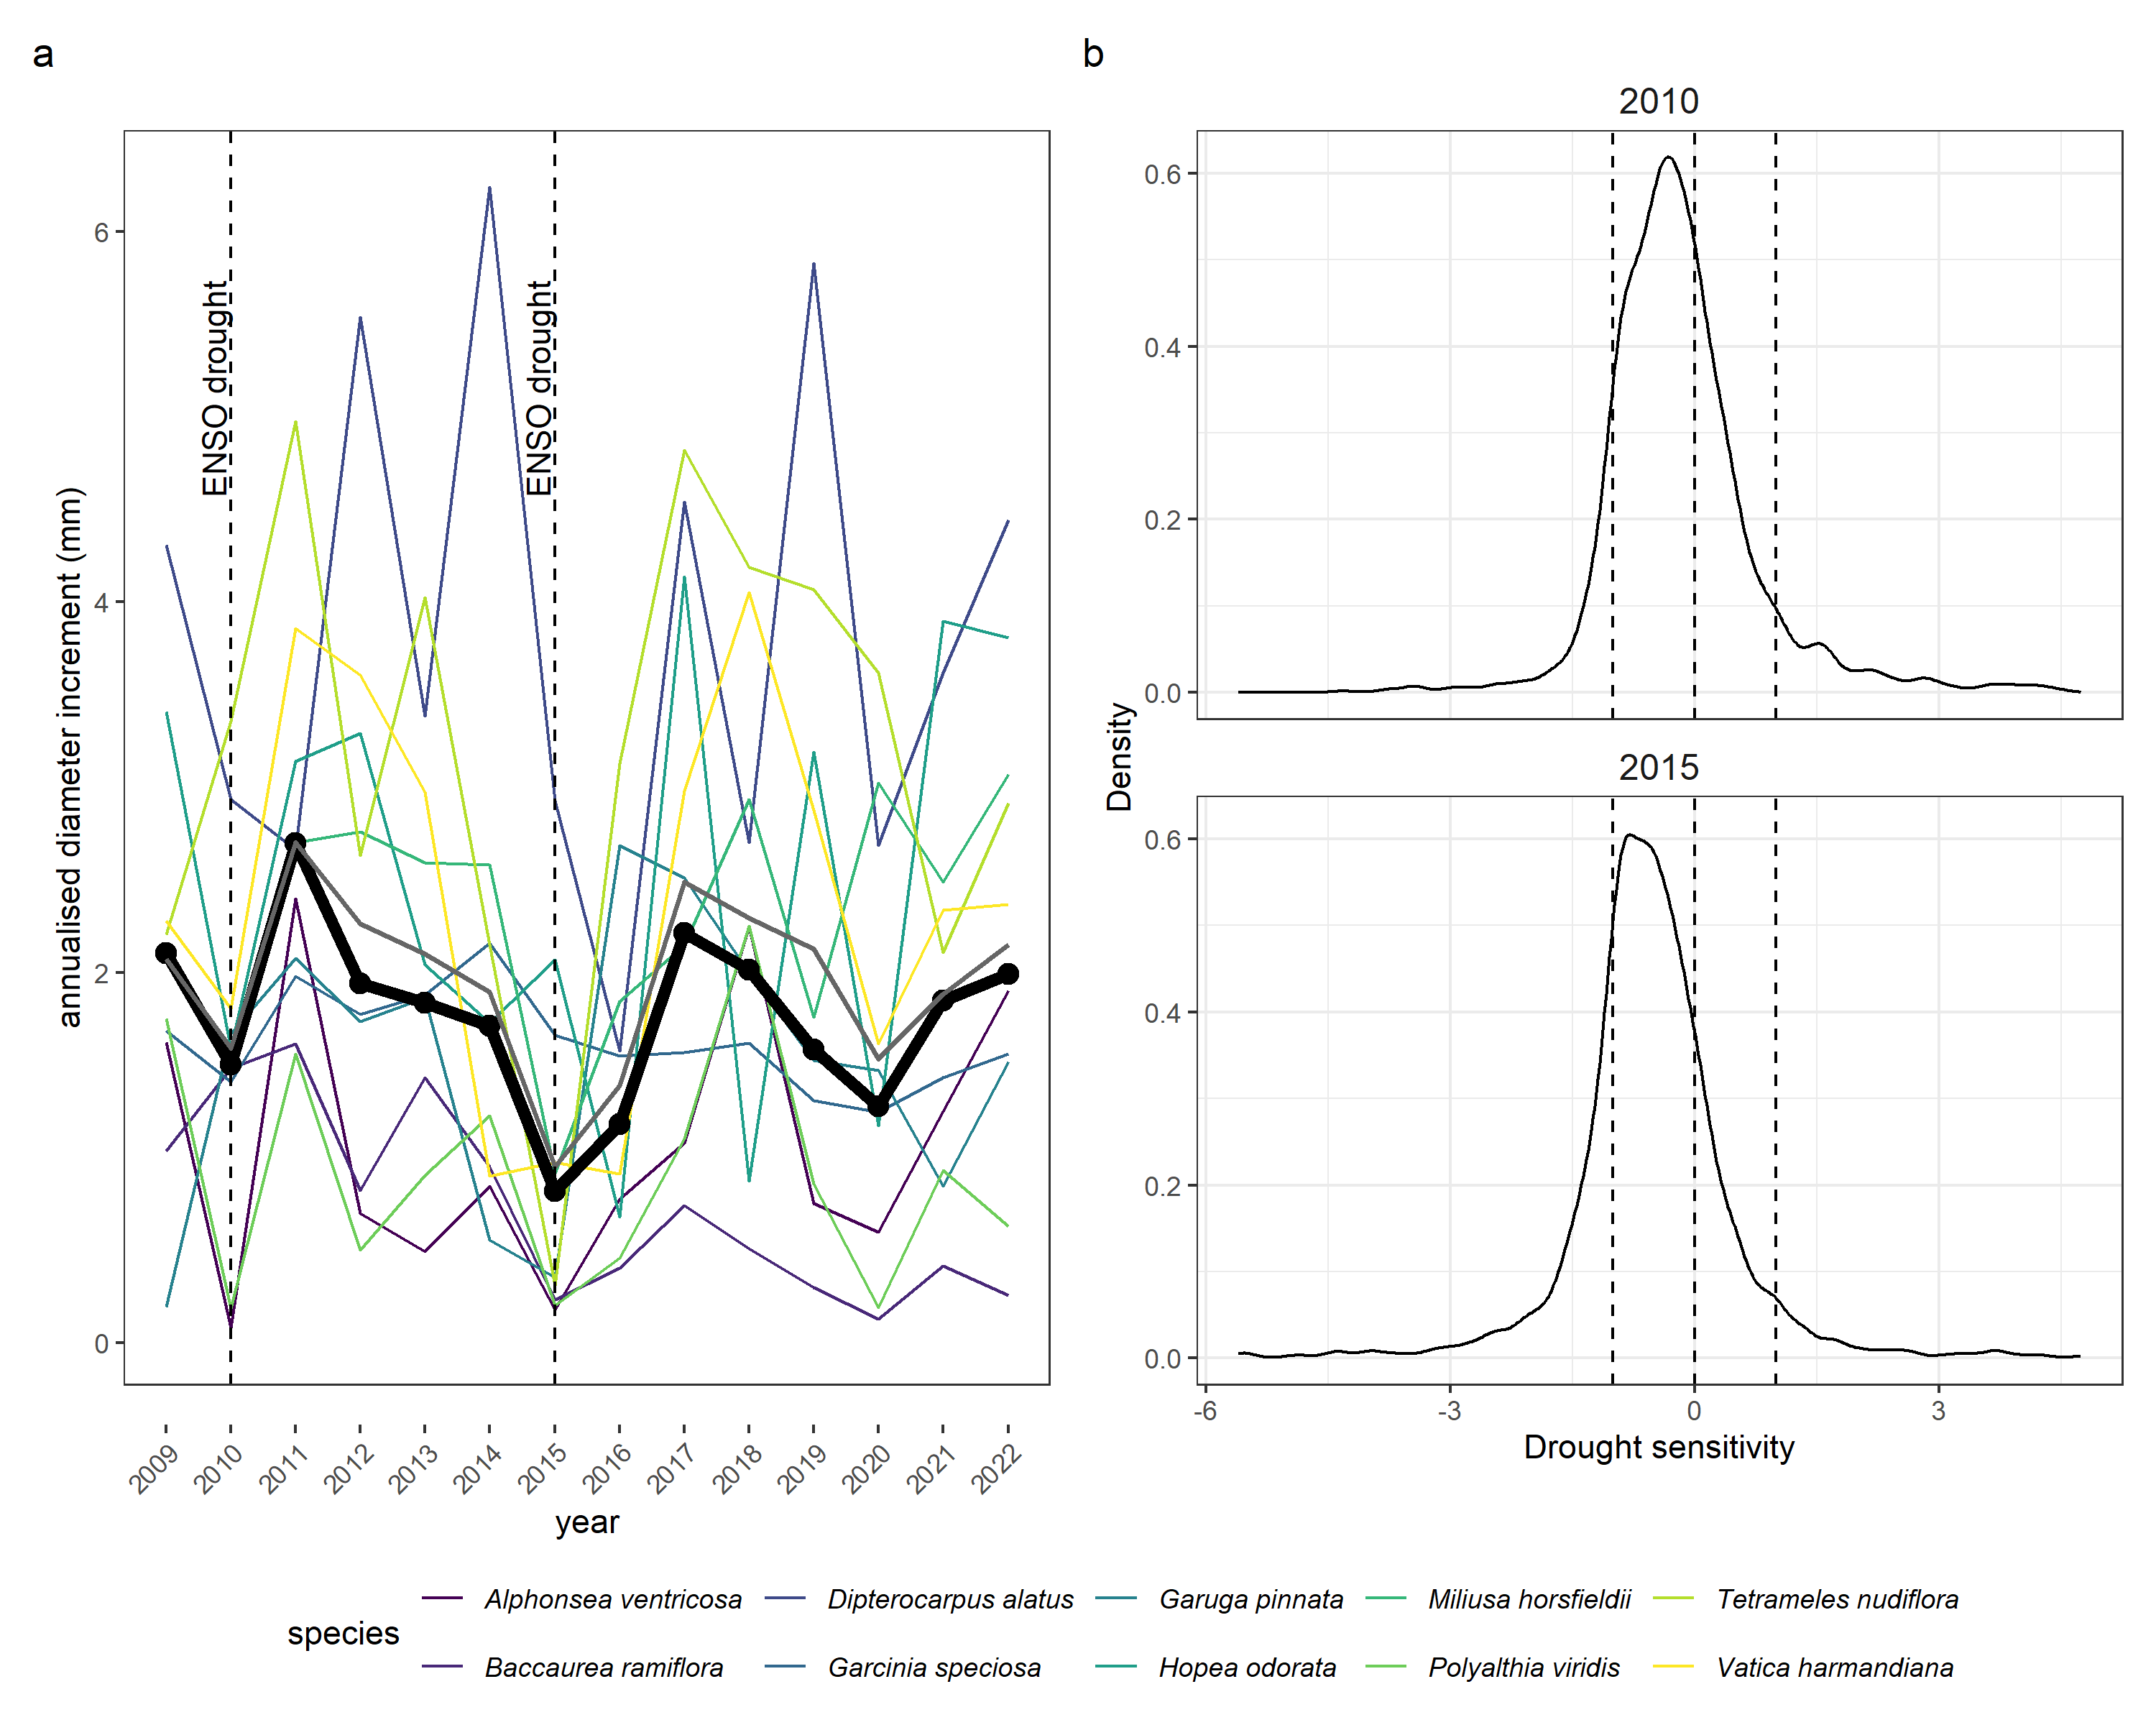 a
b
annualised diameter increment (mm)
6
4
2
0
ENSO drought
ENSO drought
2009
2010
2011
2012
2013
2014
2015
2016
2017
2018
2019
2020
2021
2022
year
2010
Density
0.6
0.4
0.2
0.0
2015
0.6
0.4
0.2
0.0
-6
-3
0
3
Drought sensitivity
species
Alphonsea ventricosa
Dipterocarpus alatus
Garuga pinnata
Miliusa horsfieldii
Tetrameles nudiflora
Baccaurea ramiflora
Garcinia speciosa
Hopea odorata
Polyalthia viridis
Vatica harmandiana